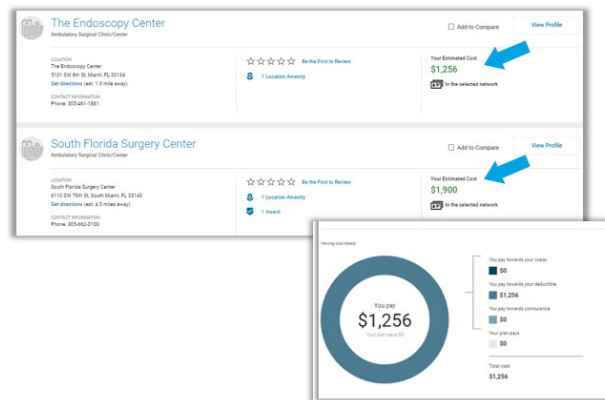 The Endoscopy Center
Ambulatory Surgical Clinic/Center
Add to Compare
View Profile
LOCATION
The Endoscopy Center
5101 SW 8th St, Miami, FL 33134
Get directions (est. 1.0 mile away)
CONTACT INFORMATION
Phone: 305-461-1881
Be the First to Review
1 Location Amenity
Your Estimated Cost
$1,256
In the selected network
South Florida Surgery Center
Ambulatory Surgical Clinic/Center
Add to Compare
View Profile
LOCATION
South Florida Surgery Center
6110 SW 70th St, South Miami, FL 33143
Get directions (est. 4.5 miles away)
CONTACT INFORMATION
Phone: 305-662-3100
Be the First to Review
1 Location Amenity
1 Award
Your Estimated Cost
$1,900
In the selected network
Viewing cost details
You pay
$1,256
Your plan pays $0
You pay towards your copay
$0
You pay towards your deductible
$1,256
You pay towards coinsurance
$0
Your plan pays
$0
Total cost
$1,256